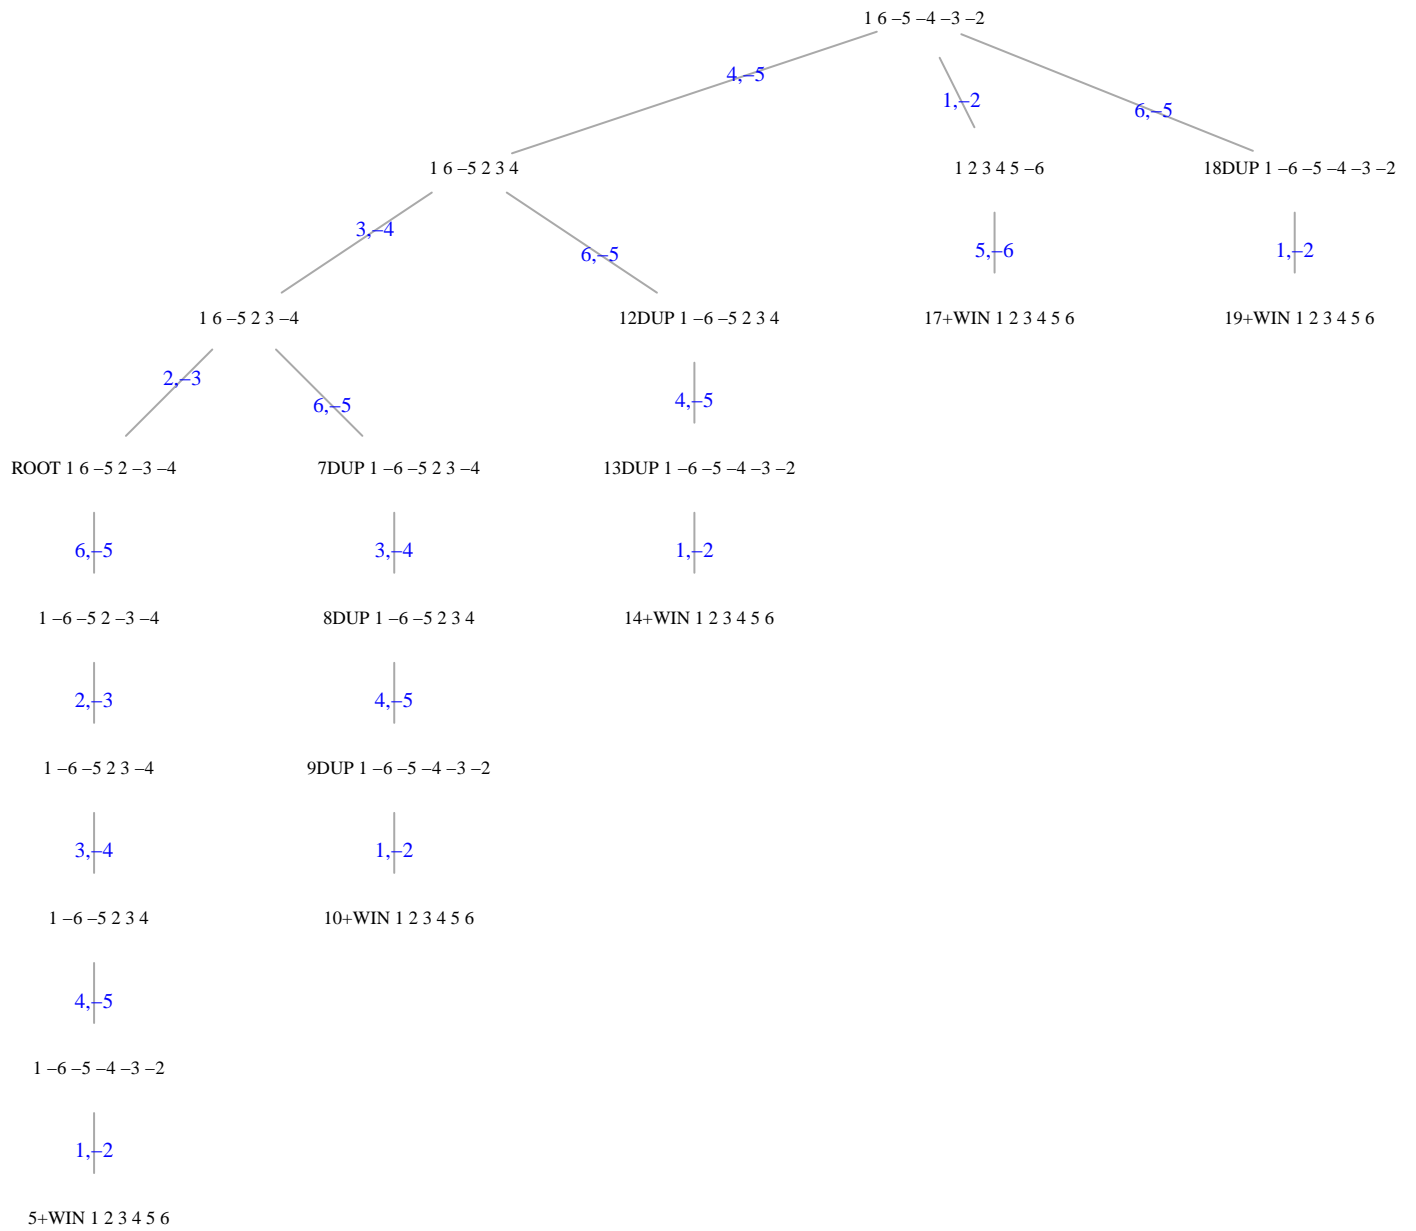 1 6 –5 –4 –3 –2
4,–5
1,–2
6,–5
1 6 –5 2 3 4
1 2 3 4 5 –6
18DUP 1 –6 –5 –4 –3 –2
3,–4
6,–5
5,–6
1,–2
1 6 –5 2 3 –4
12DUP 1 –6 –5 2 3 4
17+WIN 1 2 3 4 5 6
19+WIN 1 2 3 4 5 6
2,–3
6,–5
4,–5
ROOT 1 6 –5 2 –3 –4
7DUP 1 –6 –5 2 3 –4
13DUP 1 –6 –5 –4 –3 –2
6,–5
3,–4
1,–2
1 –6 –5 2 –3 –4
8DUP 1 –6 –5 2 3 4
14+WIN 1 2 3 4 5 6
2,–3
4,–5
1 –6 –5 2 3 –4
9DUP 1 –6 –5 –4 –3 –2
3,–4
1,–2
1 –6 –5 2 3 4
10+WIN 1 2 3 4 5 6
4,–5
1 –6 –5 –4 –3 –2
1,–2
5+WIN 1 2 3 4 5 6